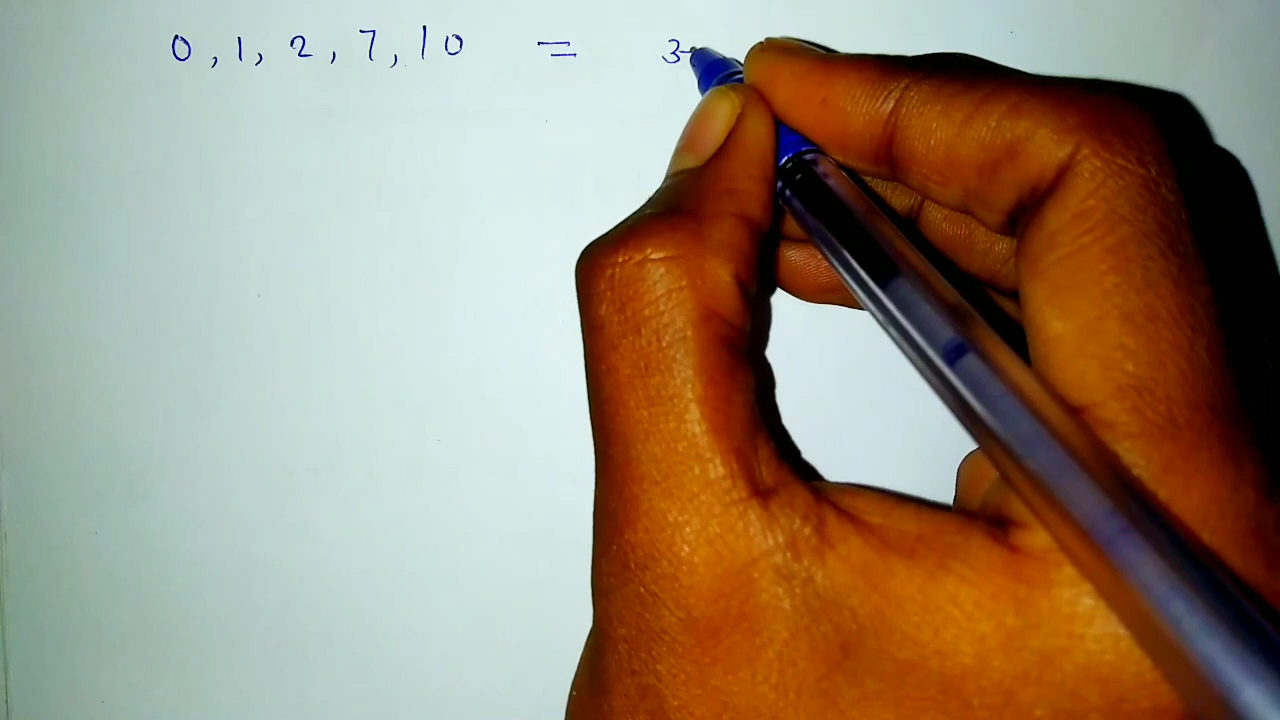 0, 1, 2, 7, 10 = 3-